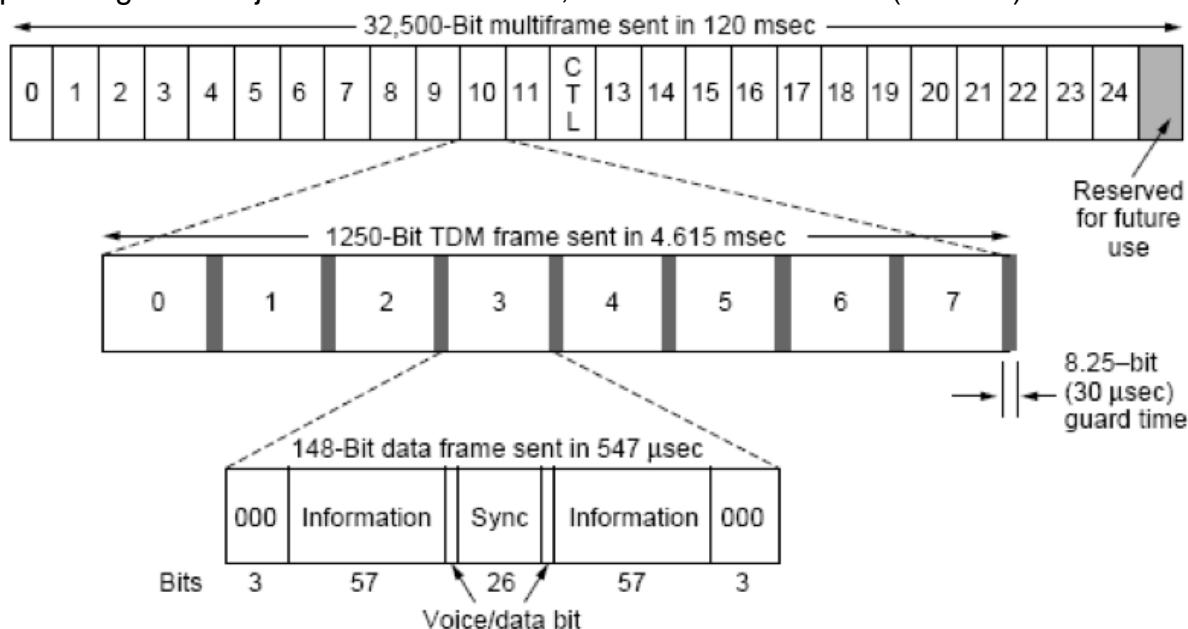 32,500-Bit multiframe sent in 120 msec
0 1 2 3 4 5 6 7 8 9 10 11 CTL 13 14 15 16 17 18 19 20 21 22 23 24
Reserved
for future
use
1250-Bit TDM frame sent in 4.615 msec
0 1 2 3 4 5 6 7
8.25–bit
(30 μsec)
guard time
148-Bit data frame sent in 547 μsec
000 Information Sync Information 000
Bits 3 57 26 57 3
Voice/data bit